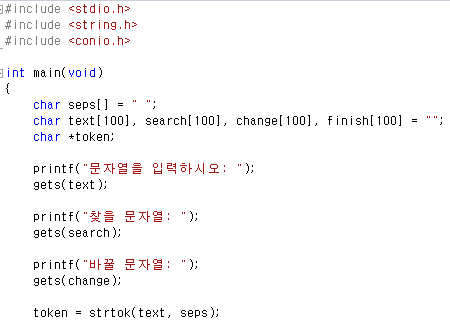 #include <stdio.h>
#include <string.h>
#include <conio.h>
int main(void)
{
char seps[] = " ";
char text[100], search[100], change[100], finish[100] = "";
char *token;
printf("문자열을 입력하시오: ");
gets(text);
printf("찾을 문자열: ");
gets(search);
printf("바꿀 문자열: ");
gets(change);
token = strtok(text, seps);